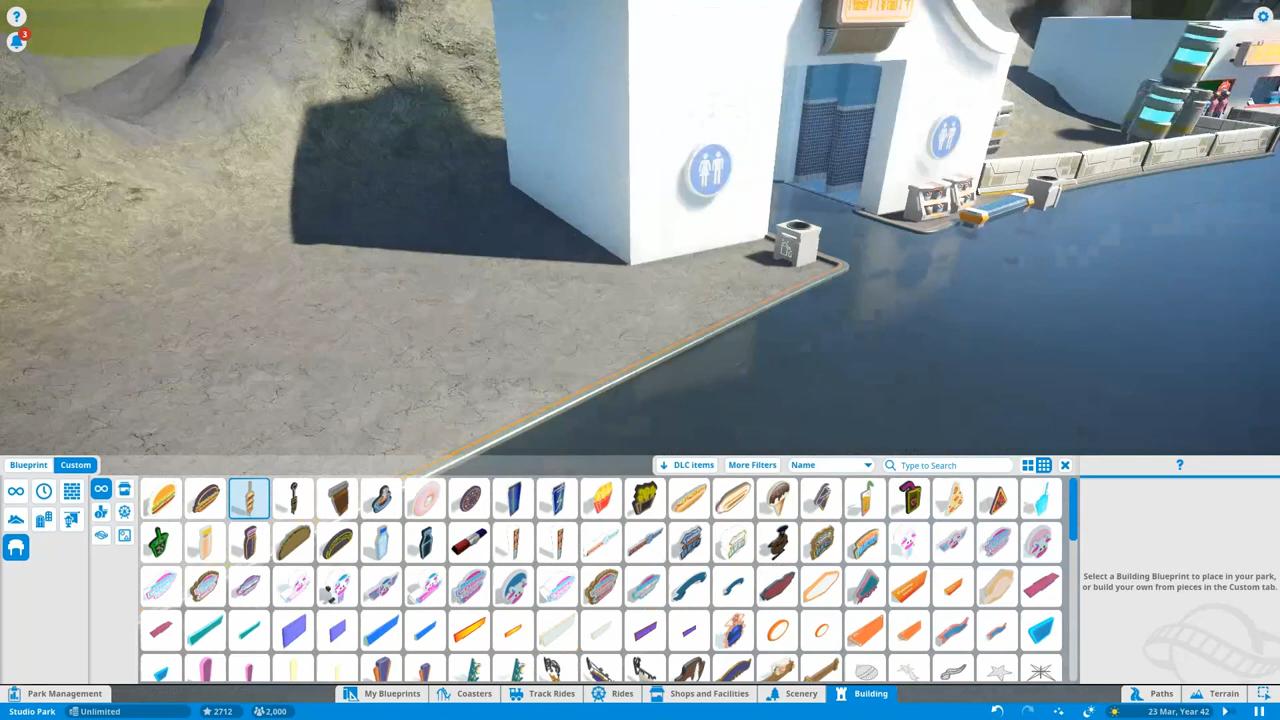 3
Blueprint
Custom
DLC items
More Filters
Name
Type to Search
Select a Building Blueprint to place in your park,
or build your own from pieces in the Custom tab.
Park Management
My Blueprints
Coasters
Track Rides
Rides
Shops and Facilities
Scenery
Building
Paths
Terrain
Studio Park
Unlimited
2712
2,000
23 Mar, Year 42